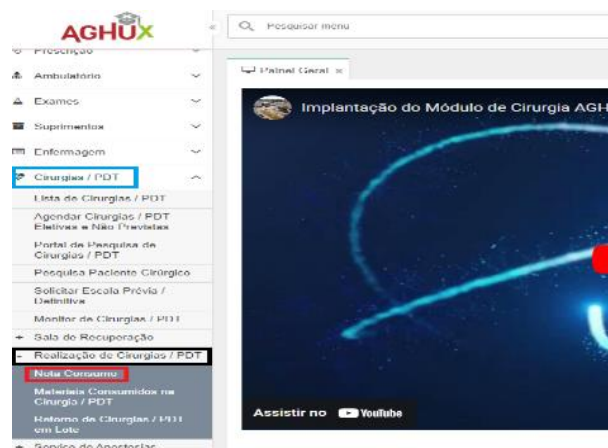 AGHUX
Pesquisar menu
Prescrição
Painel Geral ×
Ambulatório
Exames
Suprimentos
Enfermagem
Cirurgias / PDT
Lista de Cirurgias / PDT
Agendar Cirurgias / PDT
Eletivas e Não Previstas
Portal de Pesquisa de
Cirurgias / PDT
Pesquisa Paciente Cirúrgico
Solicitar Escala Prévia /
Definitiva
Monitor de Cirurgias / PDT
+ Sala de Recuperação
- Realização de Cirurgias / PDT
Nota Consumo
Materiais Consumidos na
Cirurgia / PDT
Retorno de Cirurgias / PDT
em Lote
+ Serviço de Anestesias
Implantação do Módulo de Cirurgia AGH
Assistir no YouTube